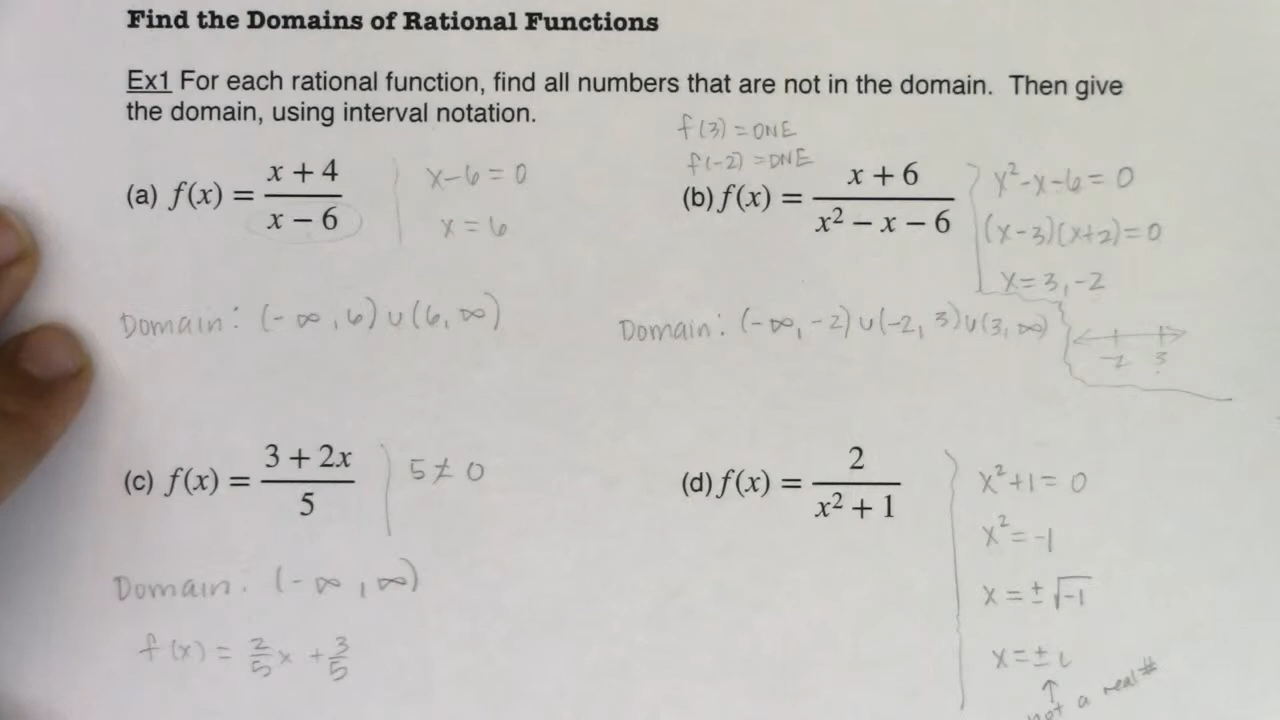 Find the Domains of Rational Functions
Ex1 For each rational function, find all numbers that are not in the domain. Then give
the domain, using interval notation.
(a) f(x) = (x + 4)/(x − 6)
x-6=0
x=6
Domain: (-∞,6)∪(6,∞)
f(3)=DNE
f(-2)=DNE
(b) f(x) = (x + 6)/(x² − x − 6)
x²-x-6=0
(x-3)(x+2)=0
x=3,-2
Domain: (-∞,-2)∪(-2,3)∪(3,∞)
-2 3
(c) f(x) = (3 + 2x)/5
5≠0
Domain: (-∞,∞)
f(x)=2/5x+3/5
(d) f(x) = 2/(x² + 1)
x²+1=0
x²=-1
x=±√-1
x=±i
↑
not a real #